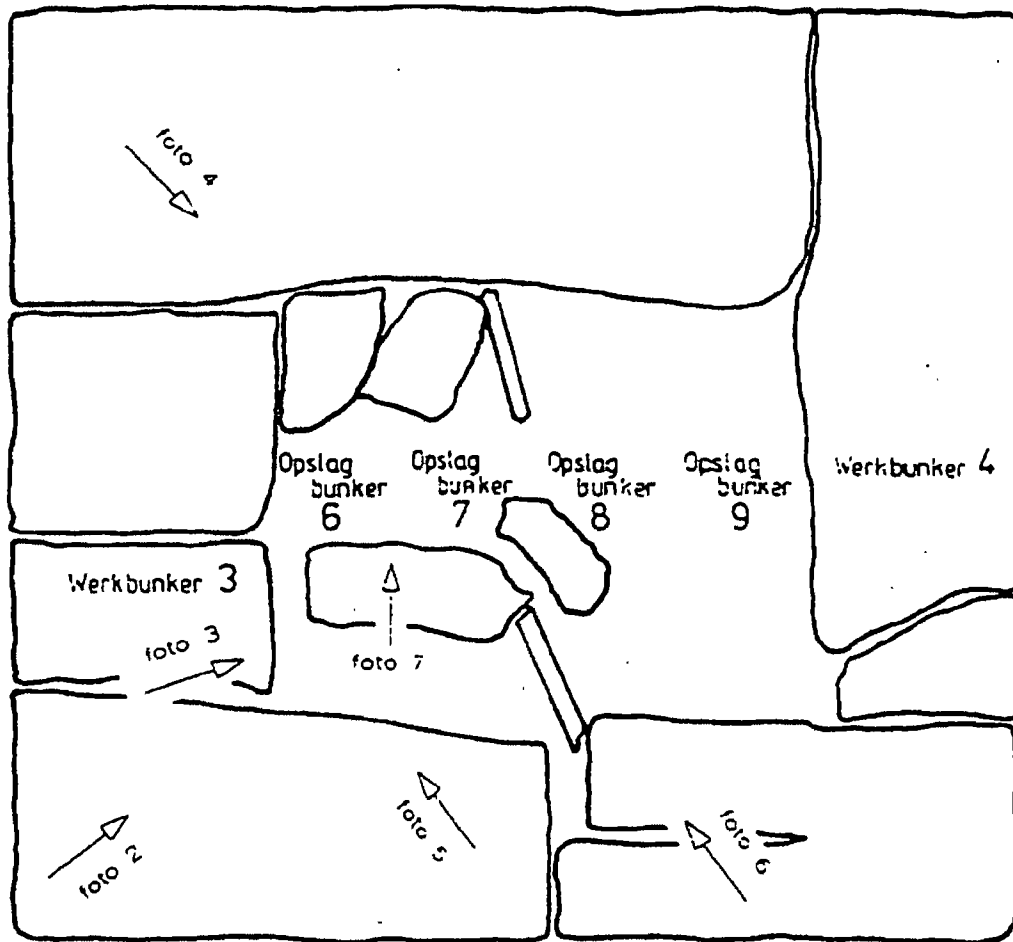 foto 4
Opslag
bunker
6
Opslag
bunker
7
Opslag
bunker
8
Opslag
bunker
9
Werkbunker 4
Werkbunker 3
foto 3
foto 7
foto 2
foto 5
foto 6